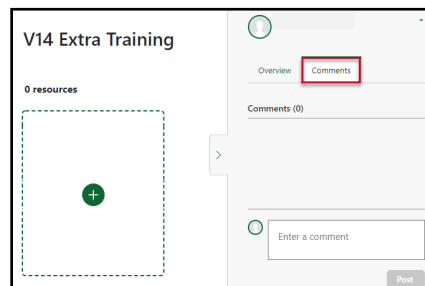 V14 Extra Training
0 resources
Overview
Comments
Comments (0)
Enter a comment
Post